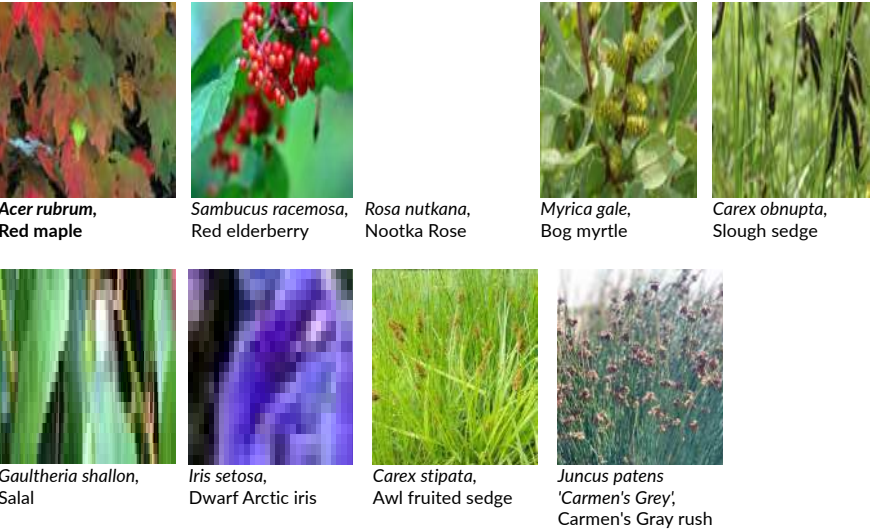 Acer rubrum,
Red maple
Sambucus racemosa,
Red elderberry
Rosa nutkana,
Nootka Rose
Myrica gale,
Bog myrtle
Carex obnupta,
Slough sedge
Gaultheria shallon,
Salal
Iris setosa,
Dwarf Arctic iris
Carex stipata,
Awl fruited sedge
Juncus patens
'Carmen's Grey',
Carmen's Gray rush